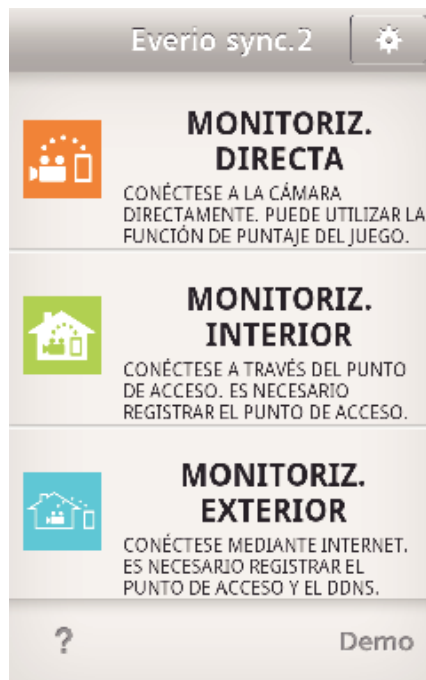 Everio sync.2
MONITORIZ.
DIRECTA
CONÉCTESE A LA CÁMARA
DIRECTAMENTE. PUEDE UTILIZAR LA
FUNCIÓN DE PUNTAJE DEL JUEGO.
MONITORIZ.
INTERIOR
CONÉCTESE A TRAVÉS DEL PUNTO
DE ACCESO. ES NECESARIO
REGISTRAR EL PUNTO DE ACCESO.
MONITORIZ.
EXTERIOR
CONÉCTESE MEDIANTE INTERNET.
ES NECESARIO REGISTRAR EL
PUNTO DE ACCESO Y EL DDNS.
? Demo